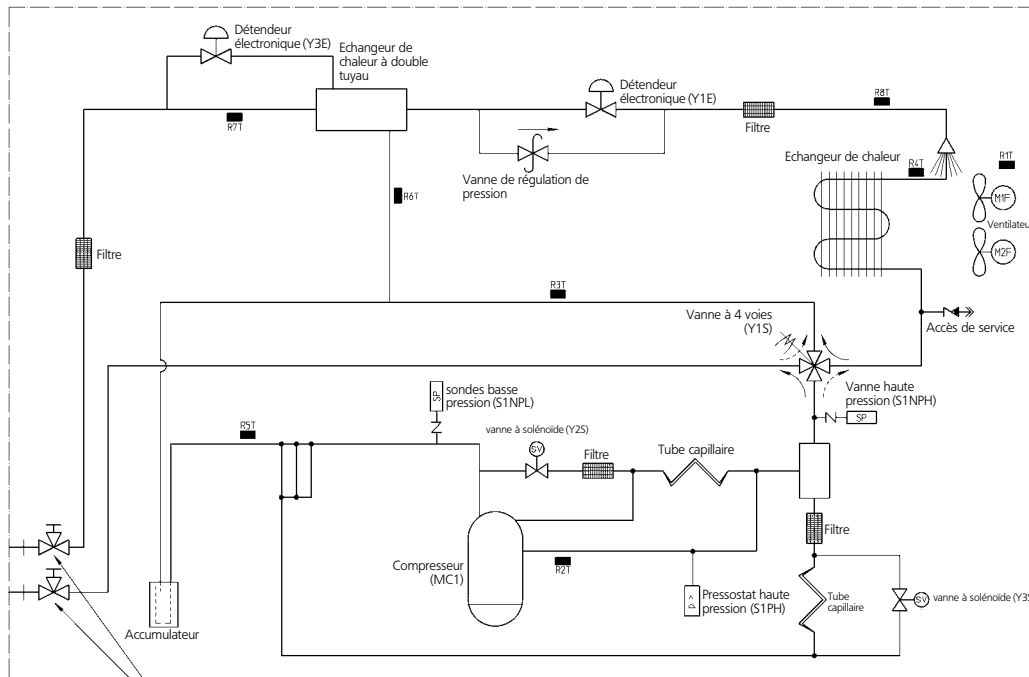 Détendeur
électronique (Y3E)
Echangeur de
chaleur à double
tuyau
Détendeur
électronique (Y1E)
R8T
R7T
Filtre
Echangeur de chaleur
R4T
R1T
Vanne de régulation de
pression
R6T
M1F
Ventilateu
M2F
Filtre
R3T
Vanne à 4 voies
(Y1S)
Accès de service
SP
sondes basse
pression (S1NPL)
Vanne haute
pression (S1NPH)
SP
R5T
vanne à solénoïde (Y2S)
SV
Filtre
Tube capillaire
Filtre
Compresseur
(MC1)
R2T
P >
Pressostat haute
pression (S1PH)
Tube
capillaire
SV
vanne à solénoïde (Y3S
Accumulateur